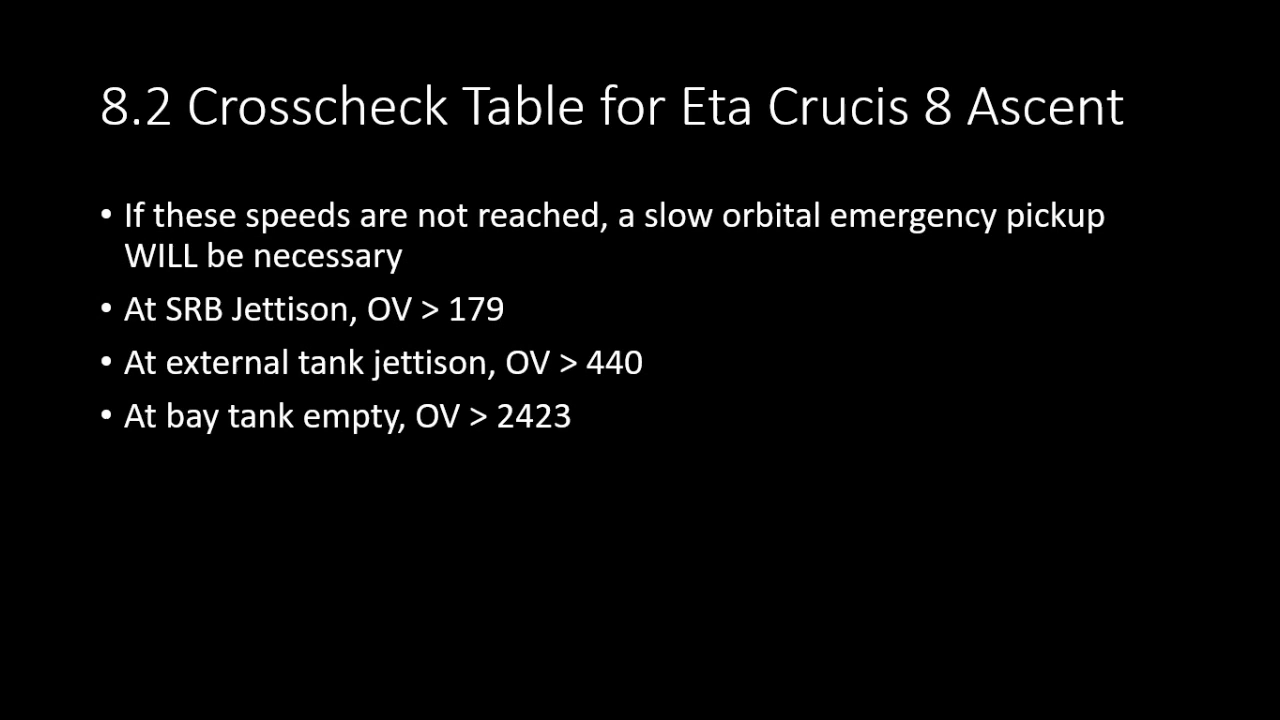 8.2 Crosscheck Table for Eta Crucis 8 Ascent
• If these speeds are not reached, a slow orbital emergency pickup
WILL be necessary
• At SRB Jettison, OV > 179
• At external tank jettison, OV > 440
• At bay tank empty, OV > 2423